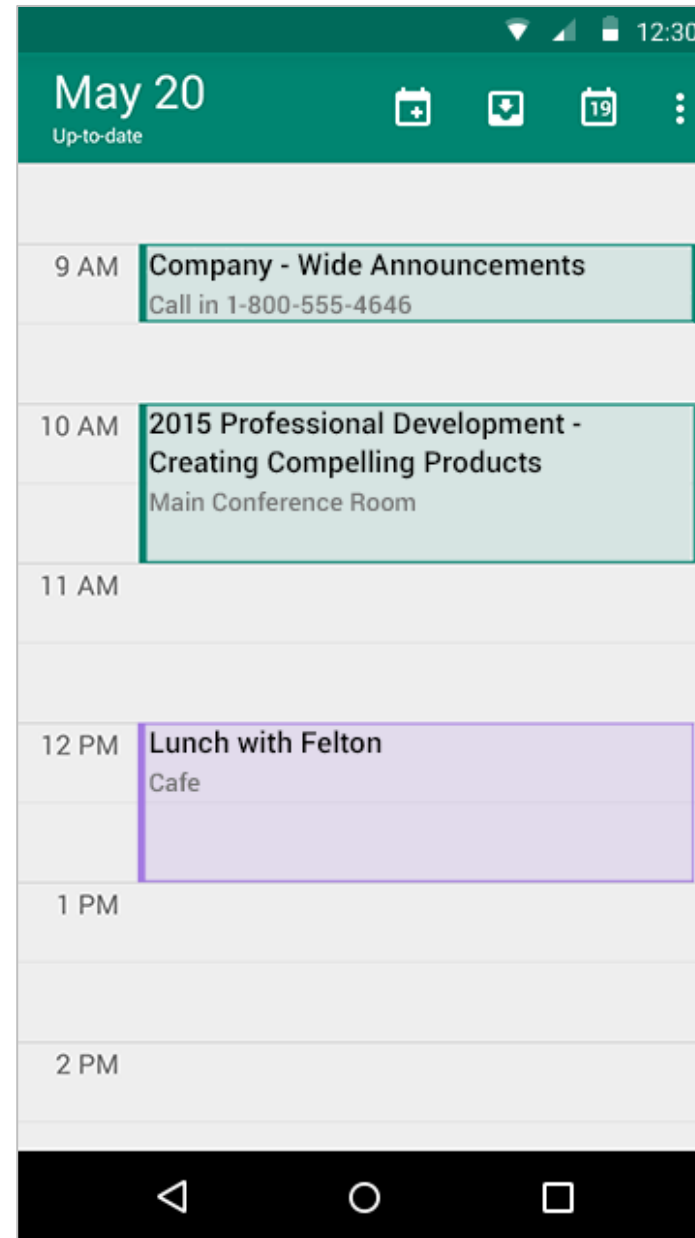 12:30
May 20
Up-to-date
19
9 AM
Company - Wide Announcements
Call in 1-800-555-4646
10 AM
2015 Professional Development -
Creating Compelling Products
Main Conference Room
11 AM
12 PM
Lunch with Felton
Cafe
1 PM
2 PM